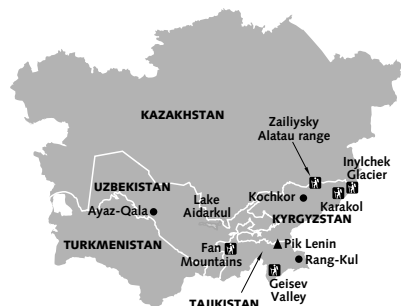 KAZAKHSTAN
Zailiysky
Alatau range
Inylchek
Glacier
UZBEKISTAN
Ayaz-Qala
Lake
Aidarkul
Kochkor
Karakol
KYRGYZSTAN
TURKMENISTAN
Fan
Mountains
Pik Lenin
Rang-Kul
Geisev
Valley
TAJIKISTAN